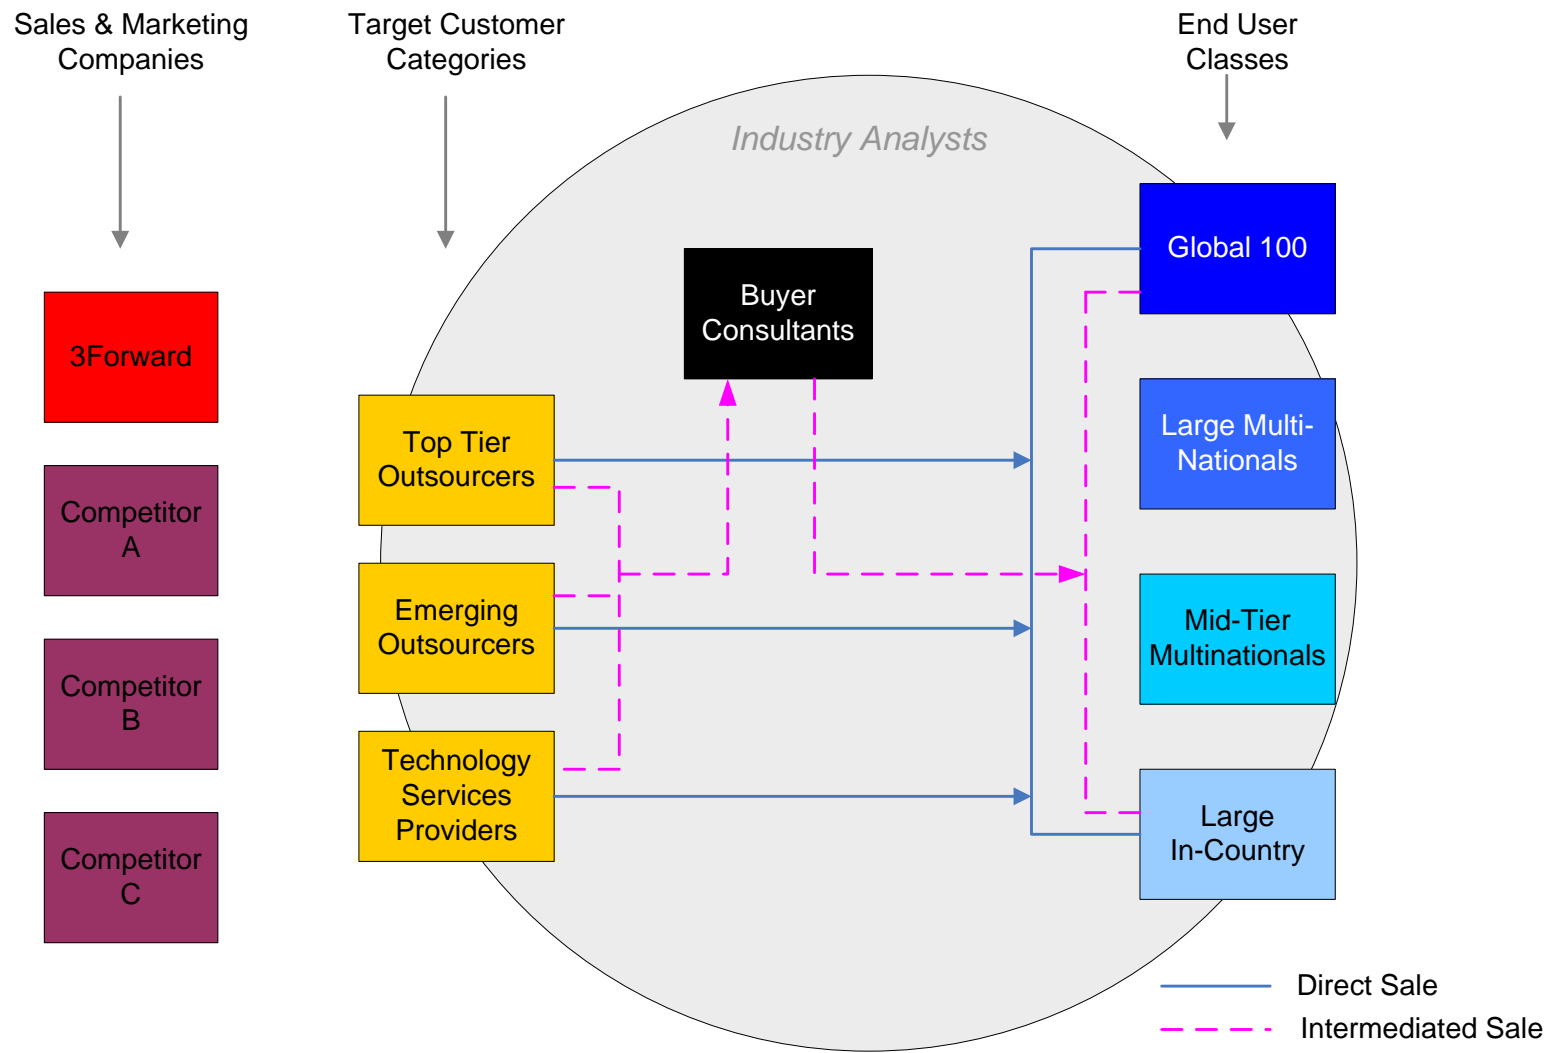 Sales & Marketing
Companies
Target Customer
Categories
End User
Classes
Industry Analysts
Global 100
Buyer
Consultants
3Forward
Top Tier
Outsourcers
Large Multi-
Nationals
Competitor
A
Emerging
Outsourcers
Mid-Tier
Multinationals
Competitor
B
Technology
Services
Providers
Large
In-Country
Competitor
C
Direct Sale
Intermediated Sale